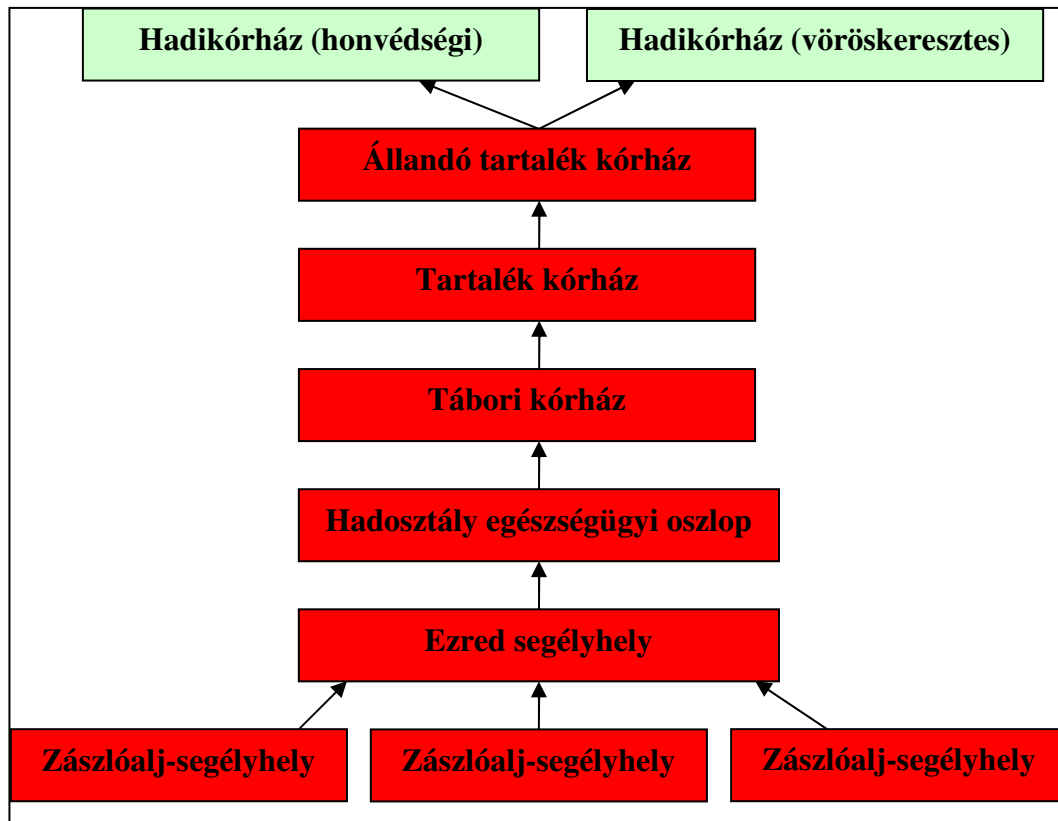 Hadikórház (honvédségi)
Hadikórház (vöröskeresztes)
Állandó tartalék kórház
Tartalék kórház
Tábori kórház
Hadosztály egészségügyi oszlop
Ezred segélyhely
Zászlóalj-segélyhely
Zászlóalj-segélyhely
Zászlóalj-segélyhely